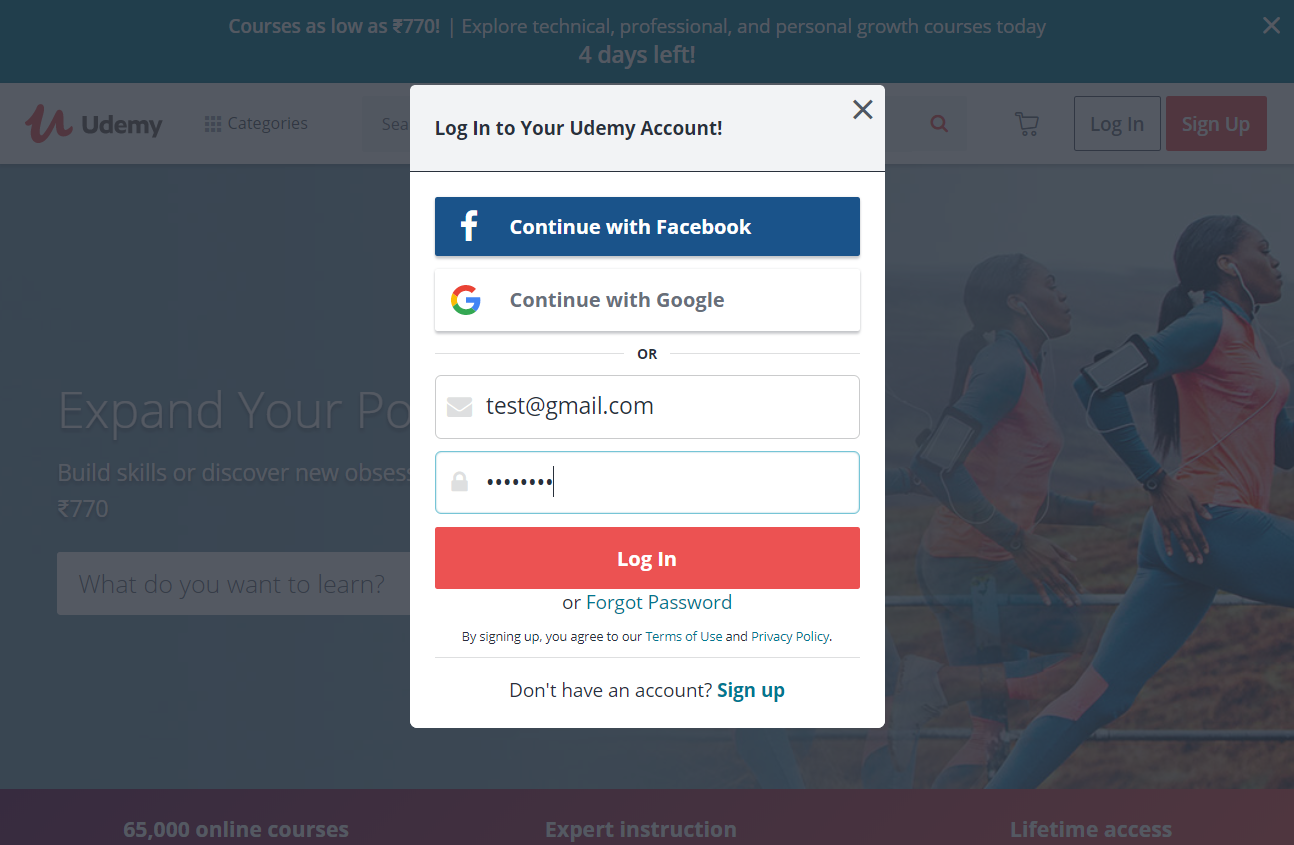 Courses as low as ₹770! | Explore technical, professional, and personal growth courses today
4 days left!
Udemy
Categories
Sea
Log In
Sign Up
Log In to Your Udemy Account!
Continue with Facebook
Continue with Google
OR
test@gmail.com
••••••••
Log In
or Forgot Password
By signing up, you agree to our Terms of Use and Privacy Policy.
Don't have an account? Sign up
Expand Your Po
Build skills or discover new obsess
₹770
What do you want to learn?
65,000 online courses
Expert instruction
Lifetime access